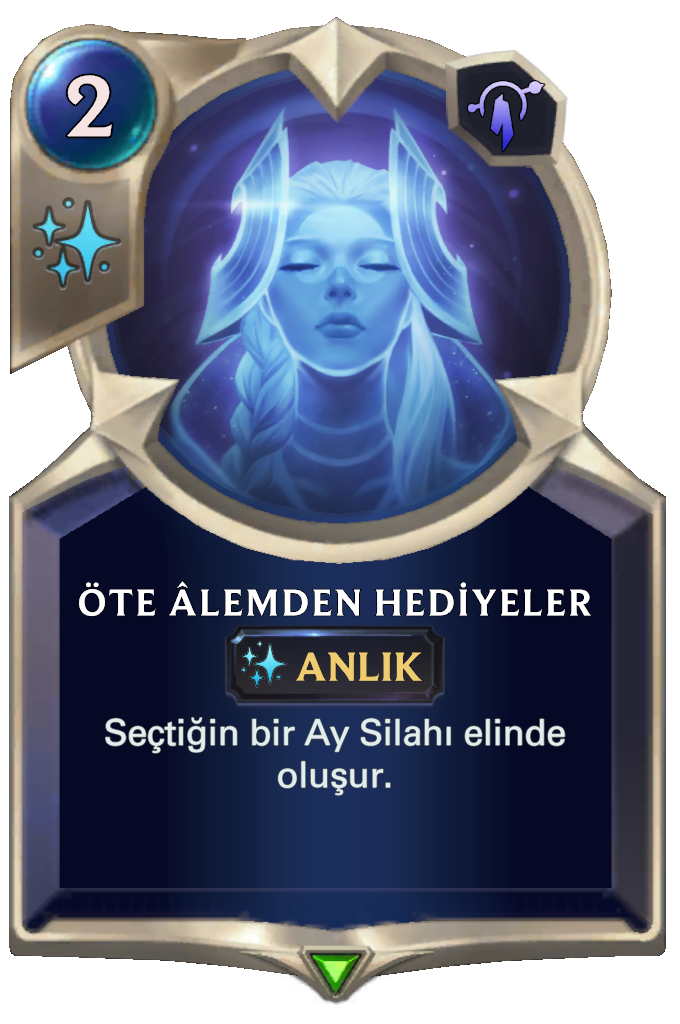 2
ÖTE ÂLEMDEN HEDİYELER
ANLIK
Seçtiğin bir Ay Silahı elinde
oluşur.